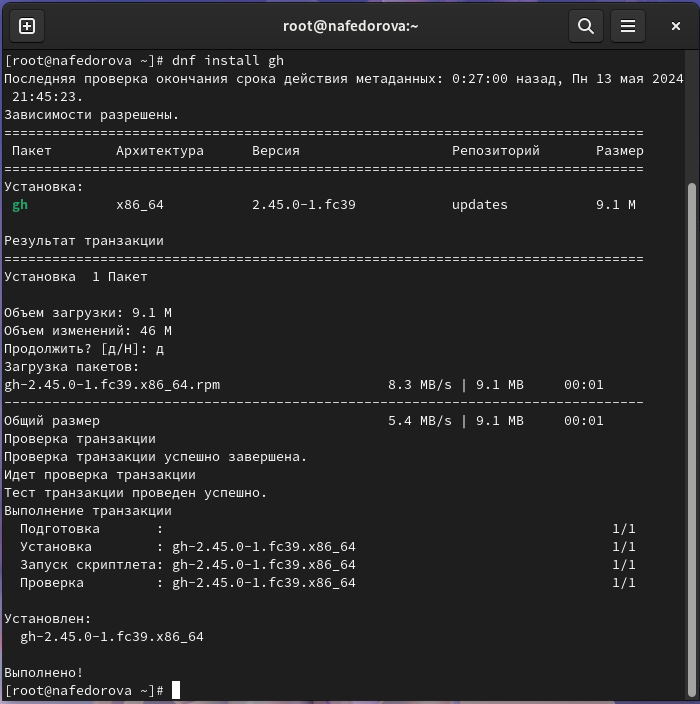 root@nafedorova:~
[root@nafedorova ~]# dnf install gh
Последняя проверка окончания срока действия метаданных: 0:27:00 назад, Пн 13 мая 2024
21:45:23.
Зависимости разрешены.
================================================================================
Пакет Архитектура Версия Репозиторий Размер
================================================================================
Установка:
gh x86_64 2.45.0-1.fc39 updates 9.1 M
Результат транзакции
================================================================================
Установка 1 Пакет
Объем загрузки: 9.1 M
Объем изменений: 46 M
Продолжить? [д/Н]: д
Загрузка пакетов:
gh-2.45.0-1.fc39.x86_64.rpm 8.3 MB/s | 9.1 MB 00:01
--------------------------------------------------------------------------------
Общий размер 5.4 MB/s | 9.1 MB 00:01
Проверка транзакции
Проверка транзакции успешно завершена.
Идет проверка транзакции
Тест транзакции проведен успешно.
Выполнение транзакции
Подготовка : 1/1
Установка : gh-2.45.0-1.fc39.x86_64 1/1
Запуск скриптлета: gh-2.45.0-1.fc39.x86_64 1/1
Проверка : gh-2.45.0-1.fc39.x86_64 1/1
Установлен:
gh-2.45.0-1.fc39.x86_64
Выполнено!
[root@nafedorova ~]#